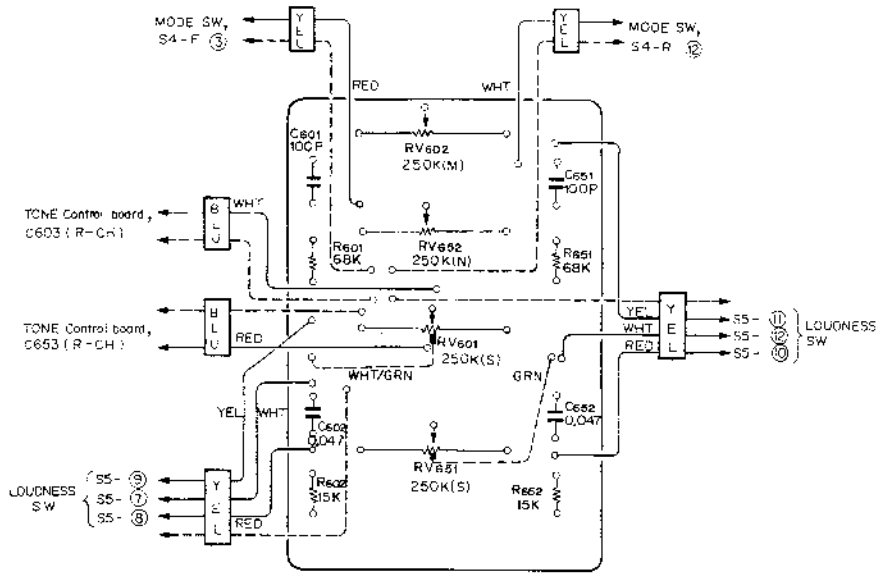 MODE SW,
S4-F ③
YEL
YEL
MODE SW,
S4-R ⑫
RED
WHT
C601
100P
RV602
250K(M)
C651
100P
TONE Control board,
C603 (R-CH)
BLU
WHT
R601
68K
RV652
250K(N)
R651
68K
TONE Control board,
C653 (R-CH)
BLU
RED
RV601
250K(S)
YEL
WHT
RED
YEL
S5-⑪
S5-
S5-⑩
LOUDNESS
SW
WHT/GRN
GRN
YEL
WHT
C602
0.047
C652
0.047
RV651
250K(S)
LOUDNESS
SW
S5-⑨
S5-⑦
S5-⑧
YEL
RED
R602
15K
R652
15K